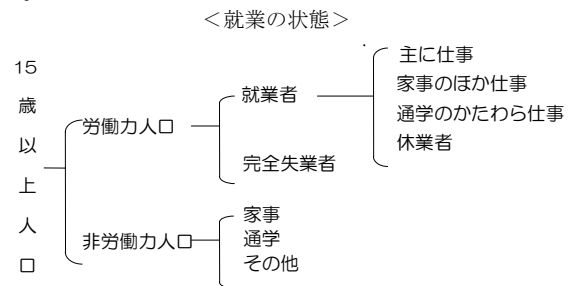 <就業の状態>
15歳以上人口
労働力人口
就業者
主に仕事
家事のほか仕事
通学のかたわら仕事
休業者
完全失業者
非労働力人口
家事
通学
その他